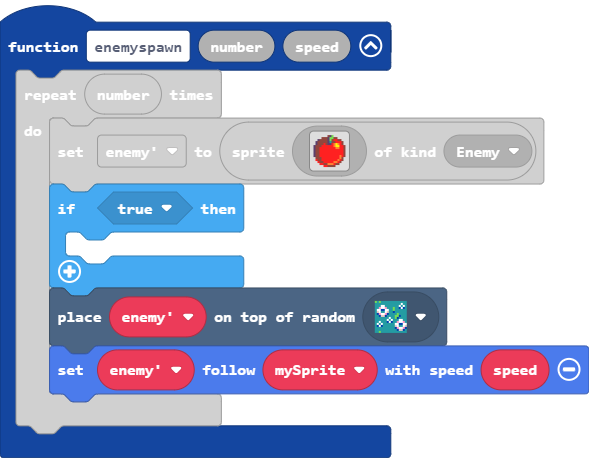 function enemyspawn number speed
repeat number times
do
set enemy' to sprite of kind Enemy
if true then
place enemy' on top of random
set enemy' follow mySprite with speed speed